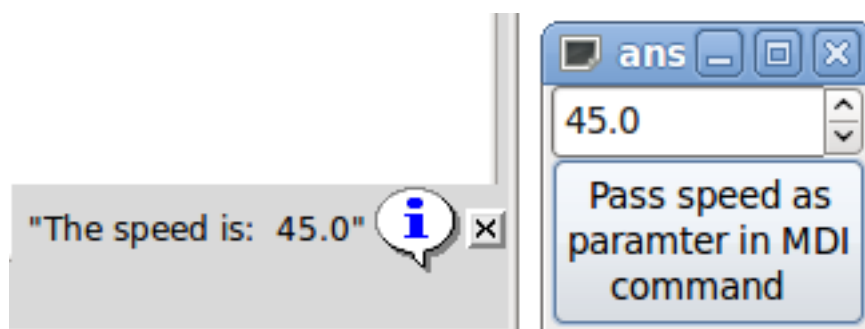 "The speed is:  45.0"
i
ans
45.0
Pass speed as
paramter in MDI
command